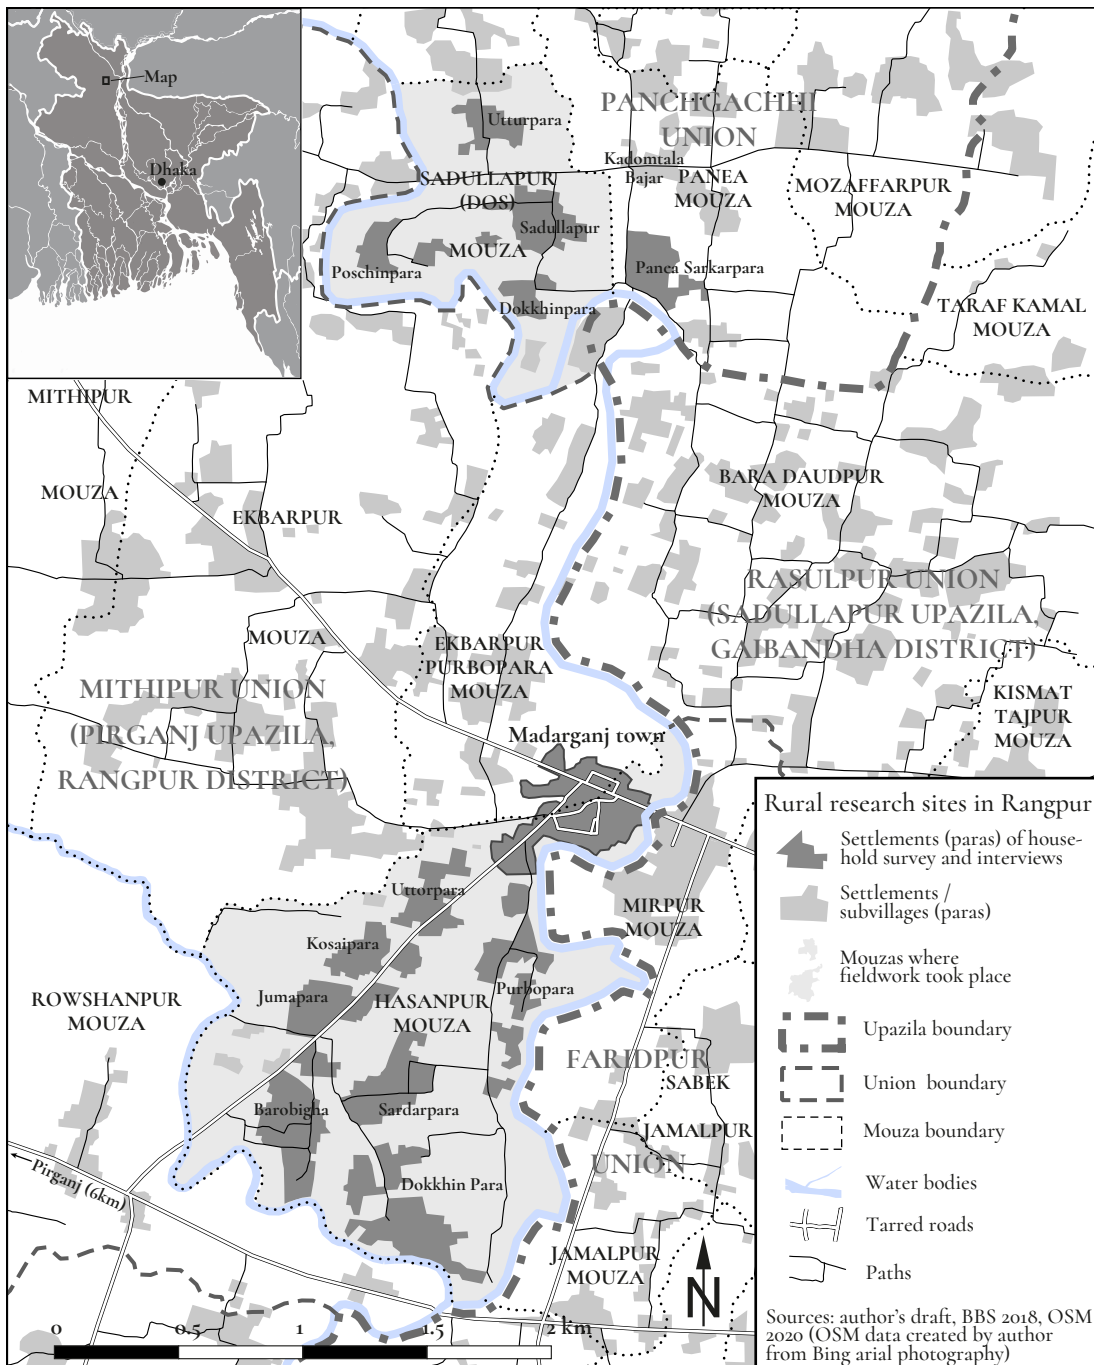 Map
Dhaka
PANCHGACHHI
UNION
Utturpara
Kadomtala
Bajar
PANEA
MOUZA
MOZAFFARPUR
MOUZA
SADULLAPUR
(DOS)
MOUZA
Sadullapur
Poschinpara
Panea Sarkarpara
Dokkhinpara
TARAF KAMAL
MOUZA
MITHIPUR
MOUZA
EKBARPUR
MOUZA
BARA DAUDPUR
MOUZA
RASULPUR UNION
(SADULLAPUR UPAZILA,
GAIBANDHA DISTRICT)
EKBARPUR
PURBOPARA
MOUZA
MITHIPUR UNION
(PIRGANJ UPAZILA,
RANGPUR DISTRICT)
KISMAT
TAJPUR
MOUZA
Madarganj town
Uttorpara
MIRPUR
MOUZA
Kosaipara
Jumapara
HASANPUR
MOUZA
Purbopara
ROWSHANPUR
MOUZA
FARIDPUR
UNION
SABEK
JAMALPUR
Barobigha
Sardarpara
Dokkhin Para
Pirganj (6km)
JAMALPUR
MOUZA
N
0 0.5 1 1.5 2 km
Rural research sites in Rangpur
Settlements (paras) of house-
hold survey and interviews
Settlements /
subvillages (paras)
Mouzas where
fieldwork took place
Upazila boundary
Union boundary
Mouza boundary
Water bodies
Tarred roads
Paths
Sources: author's draft, BBS 2018, OSM
2020 (OSM data created by author
from Bing arial photography)